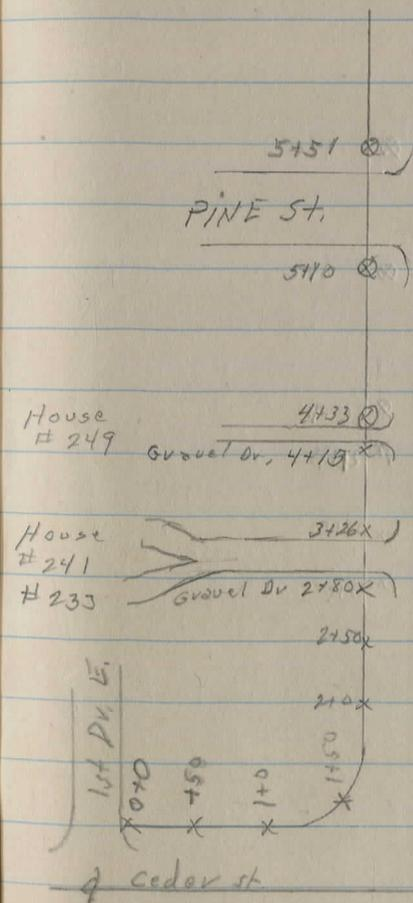 5+51
PINE St.
5+10
House 4+33
# 249 Gravel Dr, 4+15
House 3+26
# 241
# 233 Gravel Dr 2+80
2+50
2+0
1st Dr. E.
0+0
0+50
1+0
1+50
Cedar st